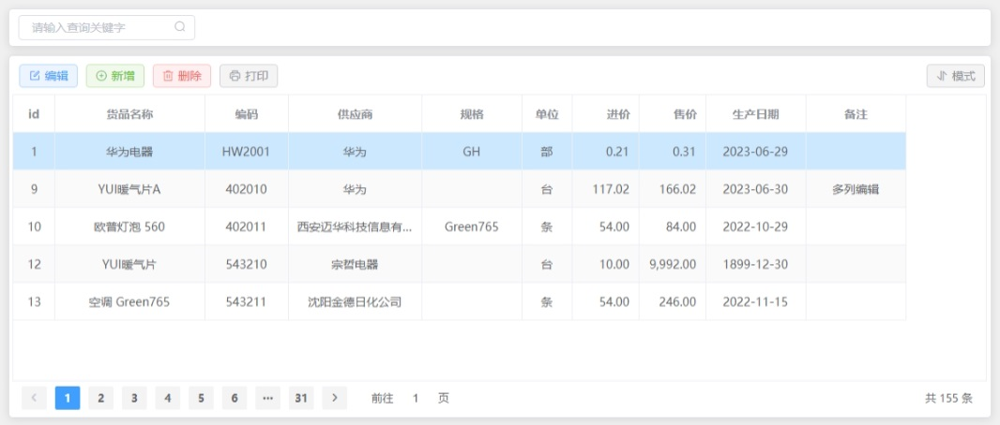 请输入查询关键字
编辑 新增 删除 打印 模式
id 货品名称 编码 供应商 规格 单位 进价 售价 生产日期 备注
1 华为电器 HW2001 华为 GH 部 0.21 0.31 2023-06-29
9 YUI暖气片A 402010 华为 台 117.02 166.02 2023-06-30 多列编辑
10 欧普灯泡 560 402011 西安迈华科技信息有... Green765 条 54.00 84.00 2022-10-29
12 YUI暖气片 543210 宗哲电器 台 10.00 9,992.00 1899-12-30
13 空调 Green765 543211 沈阳金德日化公司 条 54.00 246.00 2022-11-15
1 2 3 4 5 6 ... 31 前往 1 页 共 155 条